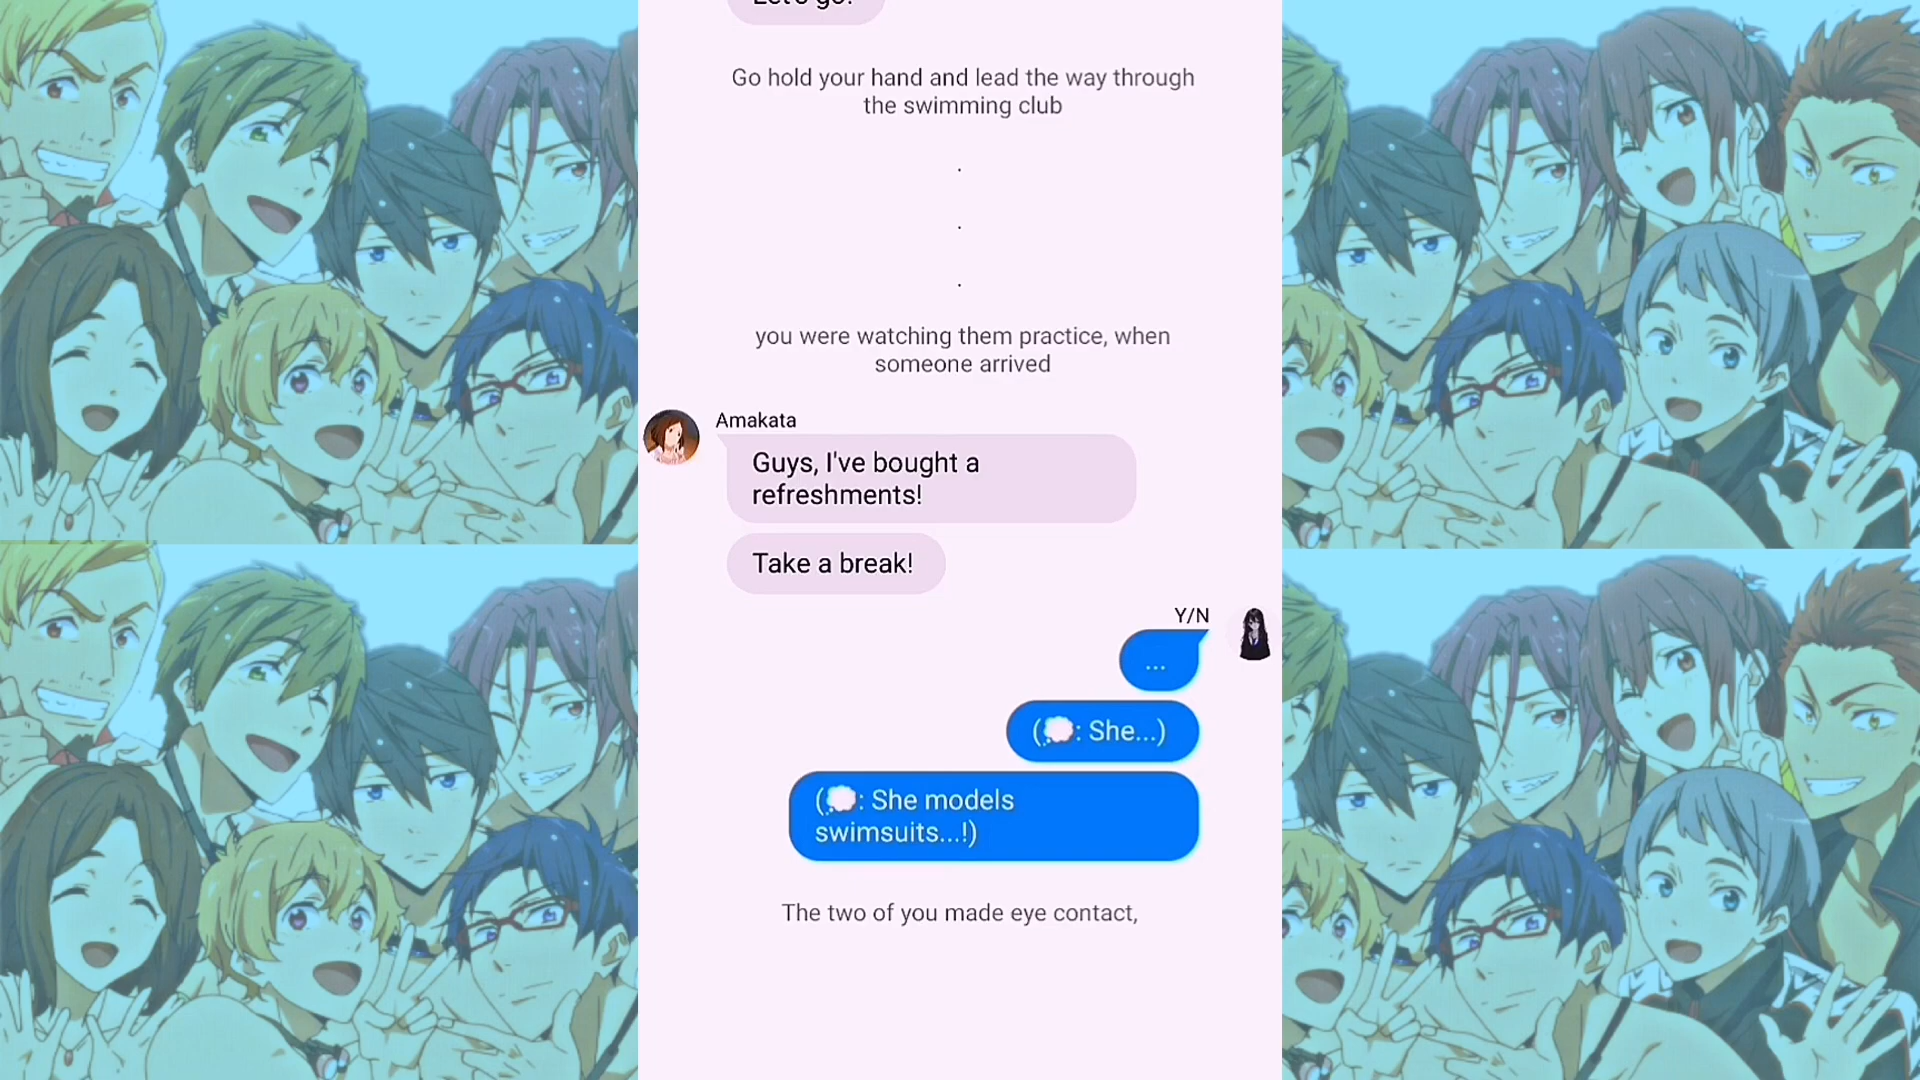 Let's go!
Go hold your hand and lead the way through
the swimming club
.
.
.
you were watching them practice, when
someone arrived
Amakata
Guys, I've bought a
refreshments!
Take a break!
Y/N
...
(💭: She...)
(💭: She models
swimsuits...!)
The two of you made eye contact,